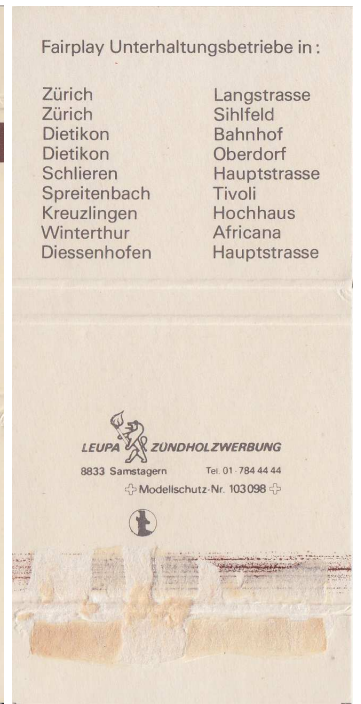 Fairplay Unterhaltungsbetriebe in :
Zürich Langstrasse
Zürich Sihlfeld
Dietikon Bahnhof
Dietikon Oberdorf
Schlieren Hauptstrasse
Spreitenbach Tivoli
Kreuzlingen Hochhaus
Winterthur Africana
Diessenhofen Hauptstrasse
LEUPA ZÜNDHOLZWERBUNG
8833 Samstagern Tel. 01-784 44 44
Modellschutz-Nr. 103098